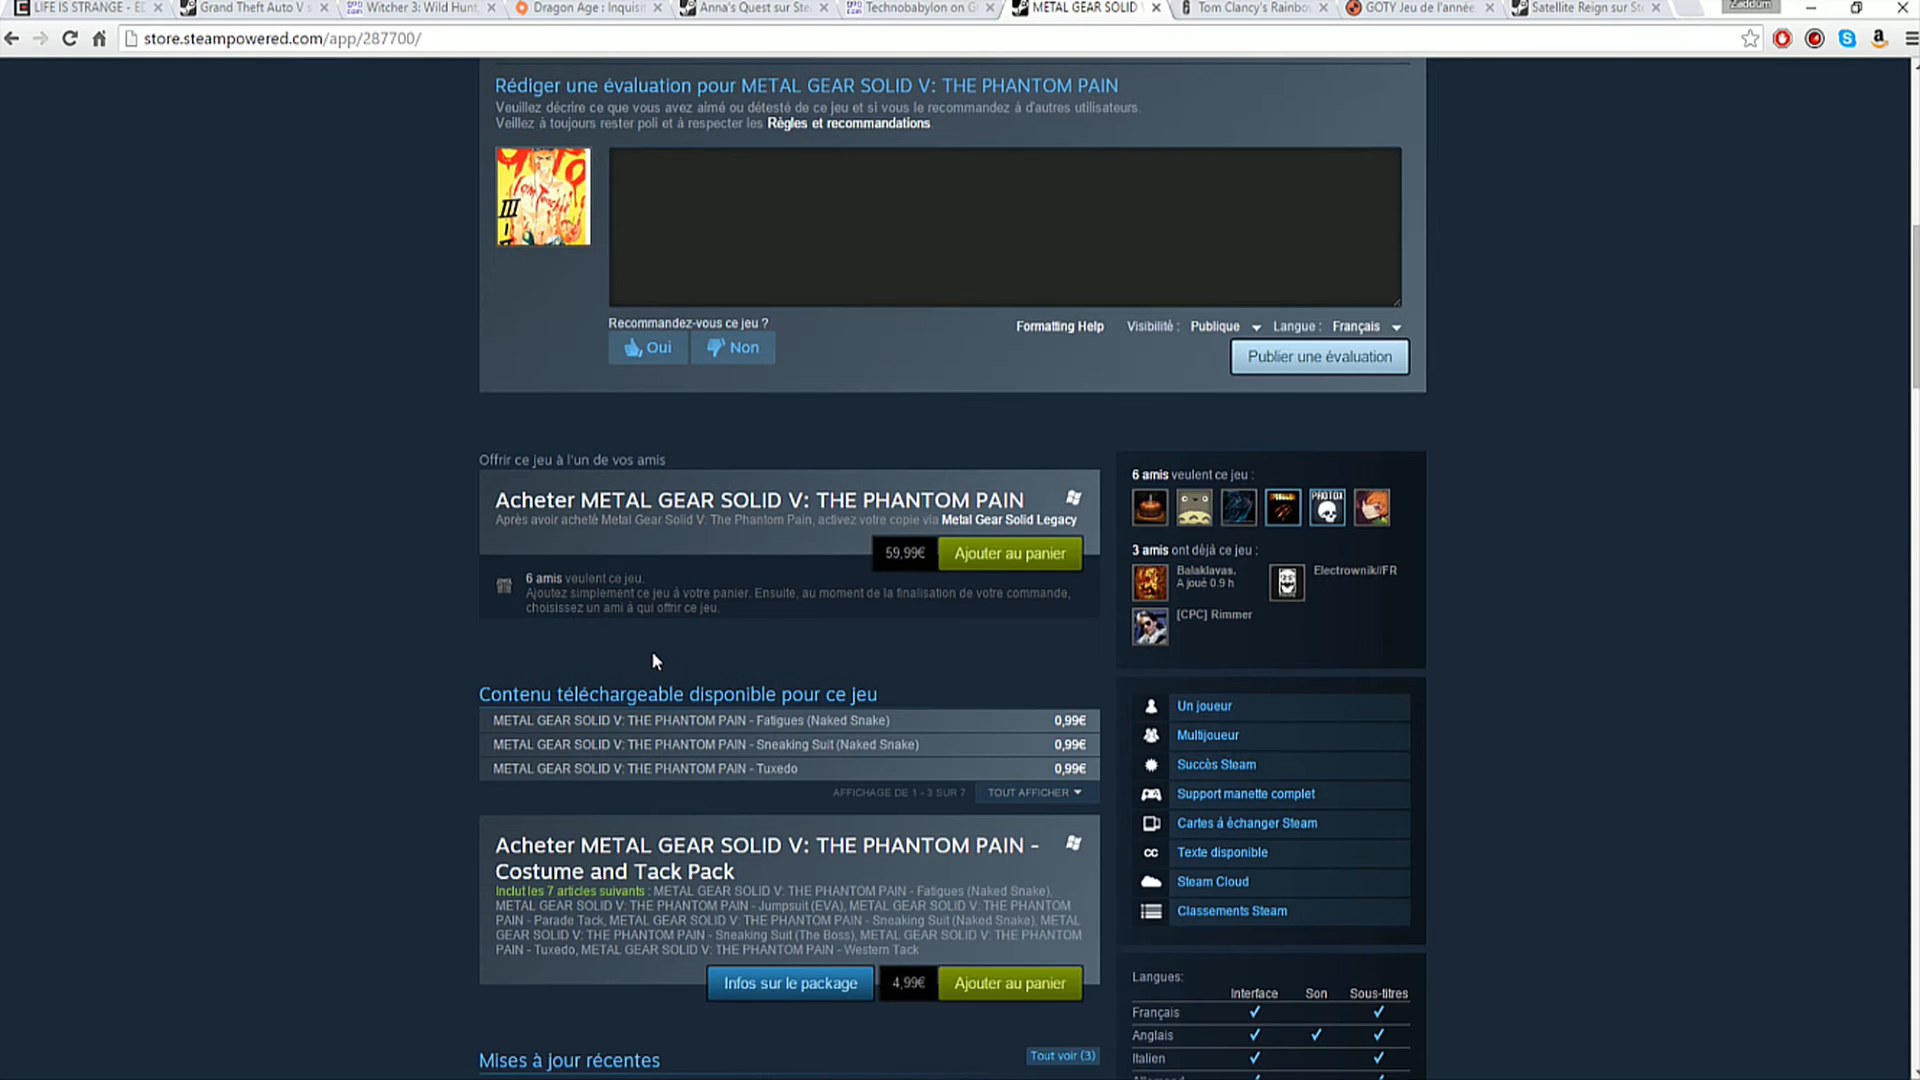 LIFE IS STRANGE - ÉD
Grand Theft Auto V s
Witcher 3: Wild Hunt
Dragon Age : Inquisit
Anna's Quest sur Ste
Technobabylon on G
METAL GEAR SOLID V
Tom Clancy's Rainbo
GOTY Jeu de l'année
Satellite Reign sur St
Zaddum
store.steampowered.com/app/287700/
Rédiger une évaluation pour METAL GEAR SOLID V: THE PHANTOM PAIN
Veuillez décrire ce que vous avez aimé ou détesté de ce jeu et si vous le recommandez à d'autres utilisateurs.
Veillez à toujours rester poli et à respecter les Règles et recommandations
Recommandez-vous ce jeu ?
Formatting Help Visibilité : Publique Langue : Français
Oui Non
Publier une évaluation
Offrir ce jeu à l'un de vos amis
Acheter METAL GEAR SOLID V: THE PHANTOM PAIN
Après avoir acheté Metal Gear Solid V: The Phantom Pain, activez votre copie via Metal Gear Solid Legacy
59,99€ Ajouter au panier
6 amis veulent ce jeu.
Ajoutez simplement ce jeu à votre panier. Ensuite, au moment de la finalisation de votre commande,
choisissez un ami à qui offrir ce jeu.
6 amis veulent ce jeu :
3 amis ont déjà ce jeu :
Balaklavas.
A joué 0.9 h
Electrownik//FR
[CPC] Rimmer
Contenu téléchargeable disponible pour ce jeu
METAL GEAR SOLID V: THE PHANTOM PAIN - Fatigues (Naked Snake) 0,99€
METAL GEAR SOLID V: THE PHANTOM PAIN - Sneaking Suit (Naked Snake) 0,99€
METAL GEAR SOLID V: THE PHANTOM PAIN - Tuxedo 0,99€
AFFICHAGE DE 1 - 3 SUR 7 TOUT AFFICHER
Acheter METAL GEAR SOLID V: THE PHANTOM PAIN -
Costume and Tack Pack
Inclut les 7 articles suivants : METAL GEAR SOLID V: THE PHANTOM PAIN - Fatigues (Naked Snake),
METAL GEAR SOLID V: THE PHANTOM PAIN - Jumpsuit (EVA), METAL GEAR SOLID V: THE PHANTOM
PAIN - Parade Tack, METAL GEAR SOLID V: THE PHANTOM PAIN - Sneaking Suit (Naked Snake), METAL
GEAR SOLID V: THE PHANTOM PAIN - Sneaking Suit (The Boss), METAL GEAR SOLID V: THE PHANTOM
PAIN - Tuxedo, METAL GEAR SOLID V: THE PHANTOM PAIN - Western Tack
Infos sur le package 4,99€ Ajouter au panier
Mises à jour récentes
Tout voir (3)
Un joueur
Multijoueur
Succès Steam
Support manette complet
Cartes à échanger Steam
CC Texte disponible
Steam Cloud
Classements Steam
Langues:
Interface Son Sous-titres
Français ✓ ✓
Anglais ✓ ✓ ✓
Italien ✓ ✓